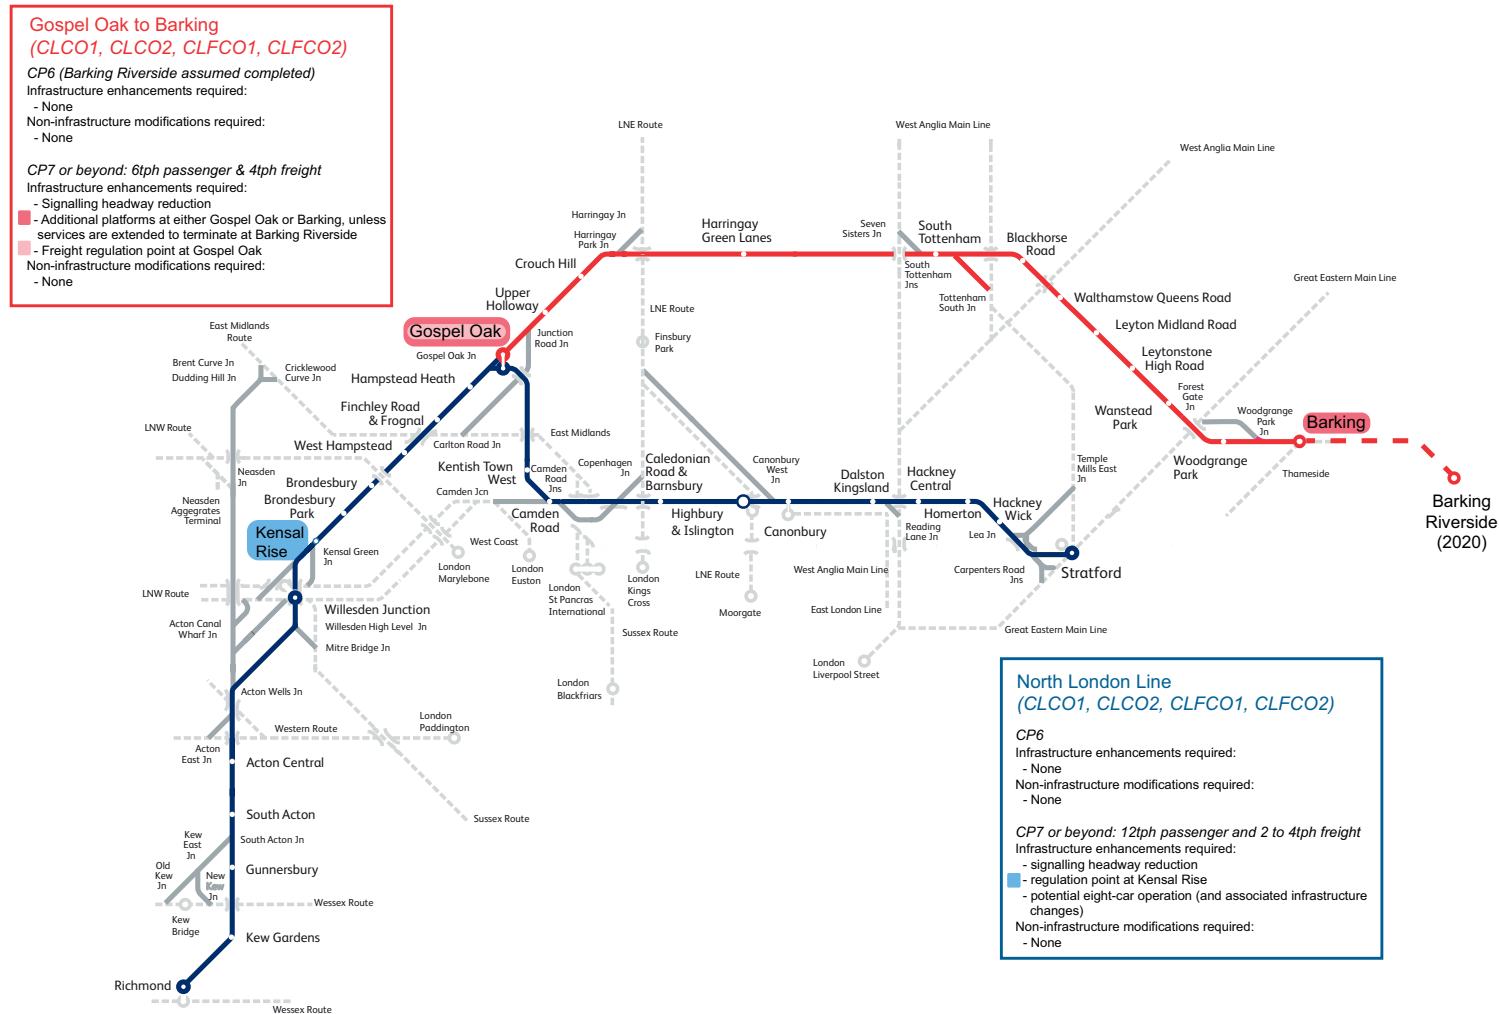 Gospel Oak to Barking
(CLCO1, CLCO2, CLFCO1, CLFCO2)
CP6 (Barking Riverside assumed completed)
Infrastructure enhancements required:
- None
Non-infrastructure modifications required:
- None
CP7 or beyond: 6tph passenger & 4tph freight
Infrastructure enhancements required:
- Signalling headway reduction
- Additional platforms at either Gospel Oak or Barking, unless
services are extended to terminate at Barking Riverside
- Freight regulation point at Gospel Oak
Non-infrastructure modifications required:
- None
LNE Route
West Anglia Main Line
West Anglia Main Line
Harringay Jn
Harringay
Park Jn
Harringay
Green Lanes
Seven
Sisters Jn
South
Tottenham
Blackhorse
Road
Crouch Hill
South
Tottenham
Jns
Tottenham
South Jn
Great Eastern Main Line
Upper
Holloway
LNE Route
Walthamstow Queens Road
Leyton Midland Road
Gospel Oak
Junction
Road Jn
Finsbury
Park
Leytonstone
High Road
East Midlands
Route
Gospel Oak Jn
Brent Curve Jn
Dudding Hill Jn
Cricklewood
Curve Jn
Hampstead Heath
Forest
Gate
Jn
Finchley Road
& Frognal
Wanstead
Park
Woodgrange
Park
Jn
Barking
LNW Route
West Hampstead
Carlton Road Jn
East Midlands
Neasden
Jn
Kentish Town
West
Camden
Road
Jns
Copenhagen
Jn
Caledonian
Road &
Barnsbury
Canonbury
West
Jn
Dalston
Kingsland
Hackney
Central
Temple
Mills East
Jn
Woodgrange
Park
Thameside
Brondesbury
Brondesbury
Park
Camden Jcn
Neasden
Aggegrates
Terminal
Camden
Road
Highbury
& Islington
Canonbury
Homerton
Hackney
Wick
Barking
Riverside
(2020)
Kensal
Rise
Kensal Green
Jn
West Coast
Reading
Lane Jn
Lea Jn
London
Marylebone
London
Euston
London
St Pancras
International
London
Kings
Cross
LNE Route
West Anglia Main Line
Carpenters Road
Jns
Stratford
LNW Route
Willesden Junction
Willesden High Level  Jn
Moorgate
East London Line
Acton Canal
Wharf Jn
Mitre Bridge Jn
Sussex Route
Great Eastern Main Line
London
Liverpool Street
Acton Wells Jn
London
Blackfriars
Western Route
London
Paddington
Acton
East Jn
Acton Central
South Acton
Sussex Route
Kew
East
Jn
South Acton Jn
Old
Kew
Jn
New
Kew
Jn
Gunnersbury
Wessex Route
Kew
Bridge
Kew Gardens
Richmond
Wessex Route
North London Line
(CLCO1, CLCO2, CLFCO1, CLFCO2)
CP6
Infrastructure enhancements required:
- None
Non-infrastructure modifications required:
- None
CP7 or beyond: 12tph passenger and 2 to 4tph freight
Infrastructure enhancements required:
- signalling headway reduction
- regulation point at Kensal Rise
- potential eight-car operation (and associated infrastructure
changes)
Non-infrastructure modifications required:
- None